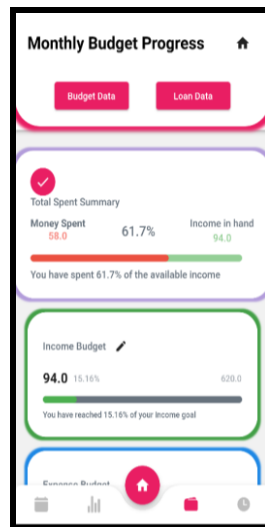 Monthly Budget Progress
Budget Data
Loan Data
Total Spent Summary
Money Spent
58.0
61.7%
Income in hand
94.0
You have spent 61.7% of the available income
Income Budget
94.0 15.16%
620.0
You have reached 15.16% of your income goal
Expense Budget